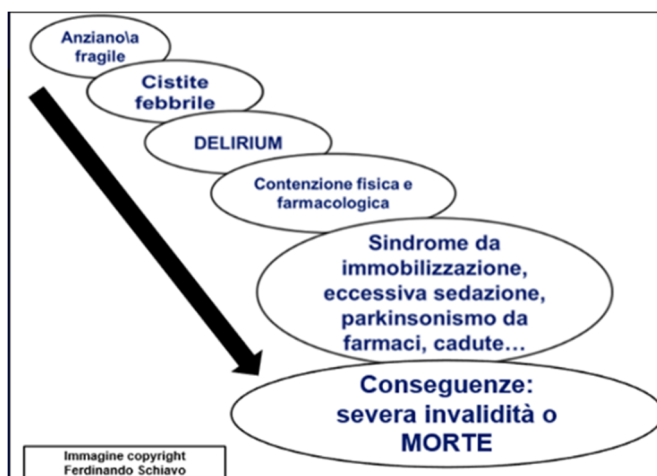 Anziano\a
fragile
Cistite
febbrile
DELIRIUM
Contenzione fisica e
farmacologica
Sindrome da
immobilizzazione,
eccessiva sedazione,
parkinsonismo da
farmaci, cadute…
Conseguenze:
severa invalidità o
MORTE
Immagine copyright
Ferdinando Schiavo